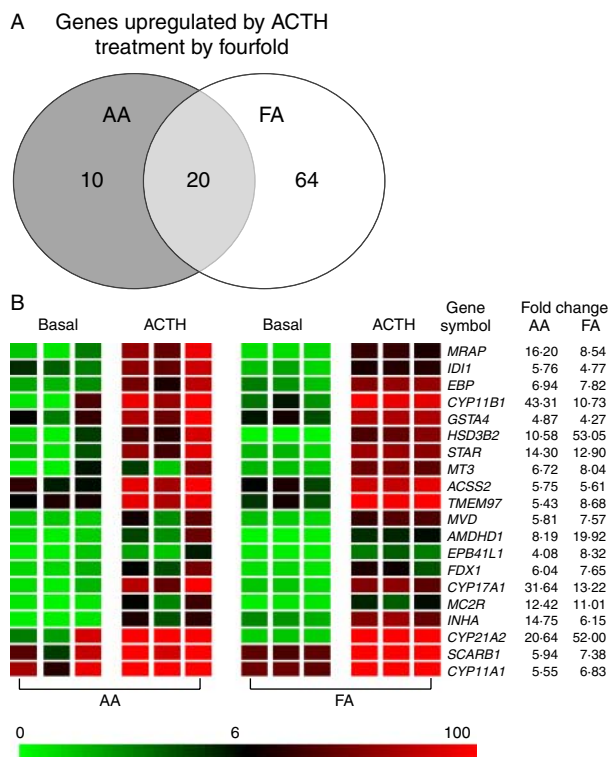 A Genes upregulated by ACTH
treatment by fourfold
AA FA
10 20 64
B Gene Fold change
Basal ACTH Basal ACTH symbol AA FA
MRAP 16·20 8·54
IDI1 5·76 4·77
EBP 6·94 7·82
CYP11B1 43·31 10·73
GSTA4 4·87 4·27
HSD3B2 10·58 53·05
STAR 14·30 12·90
MT3 6·72 8·04
ACSS2 5·75 5·61
TMEM97 5·43 8·68
MVD 5·81 7·57
AMDHD1 8·19 19·92
EPB41L1 4·08 8·32
FDX1 6·04 7·65
CYP17A1 31·64 13·22
MC2R 12·42 11·01
INHA 14·75 6·15
CYP21A2 20·64 52·00
SCARB1 5·94 7·38
CYP11A1 5·55 6·83
AA FA
0 6 100